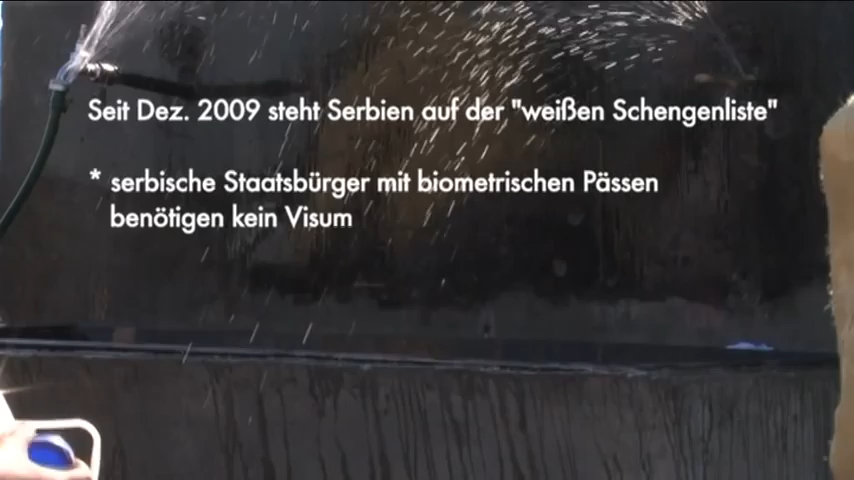 Seit Dez. 2009 steht Serbien auf der "weißen Schengenliste"
* serbische Staatsbürger mit biometrischen Pässen
benötigen kein Visum